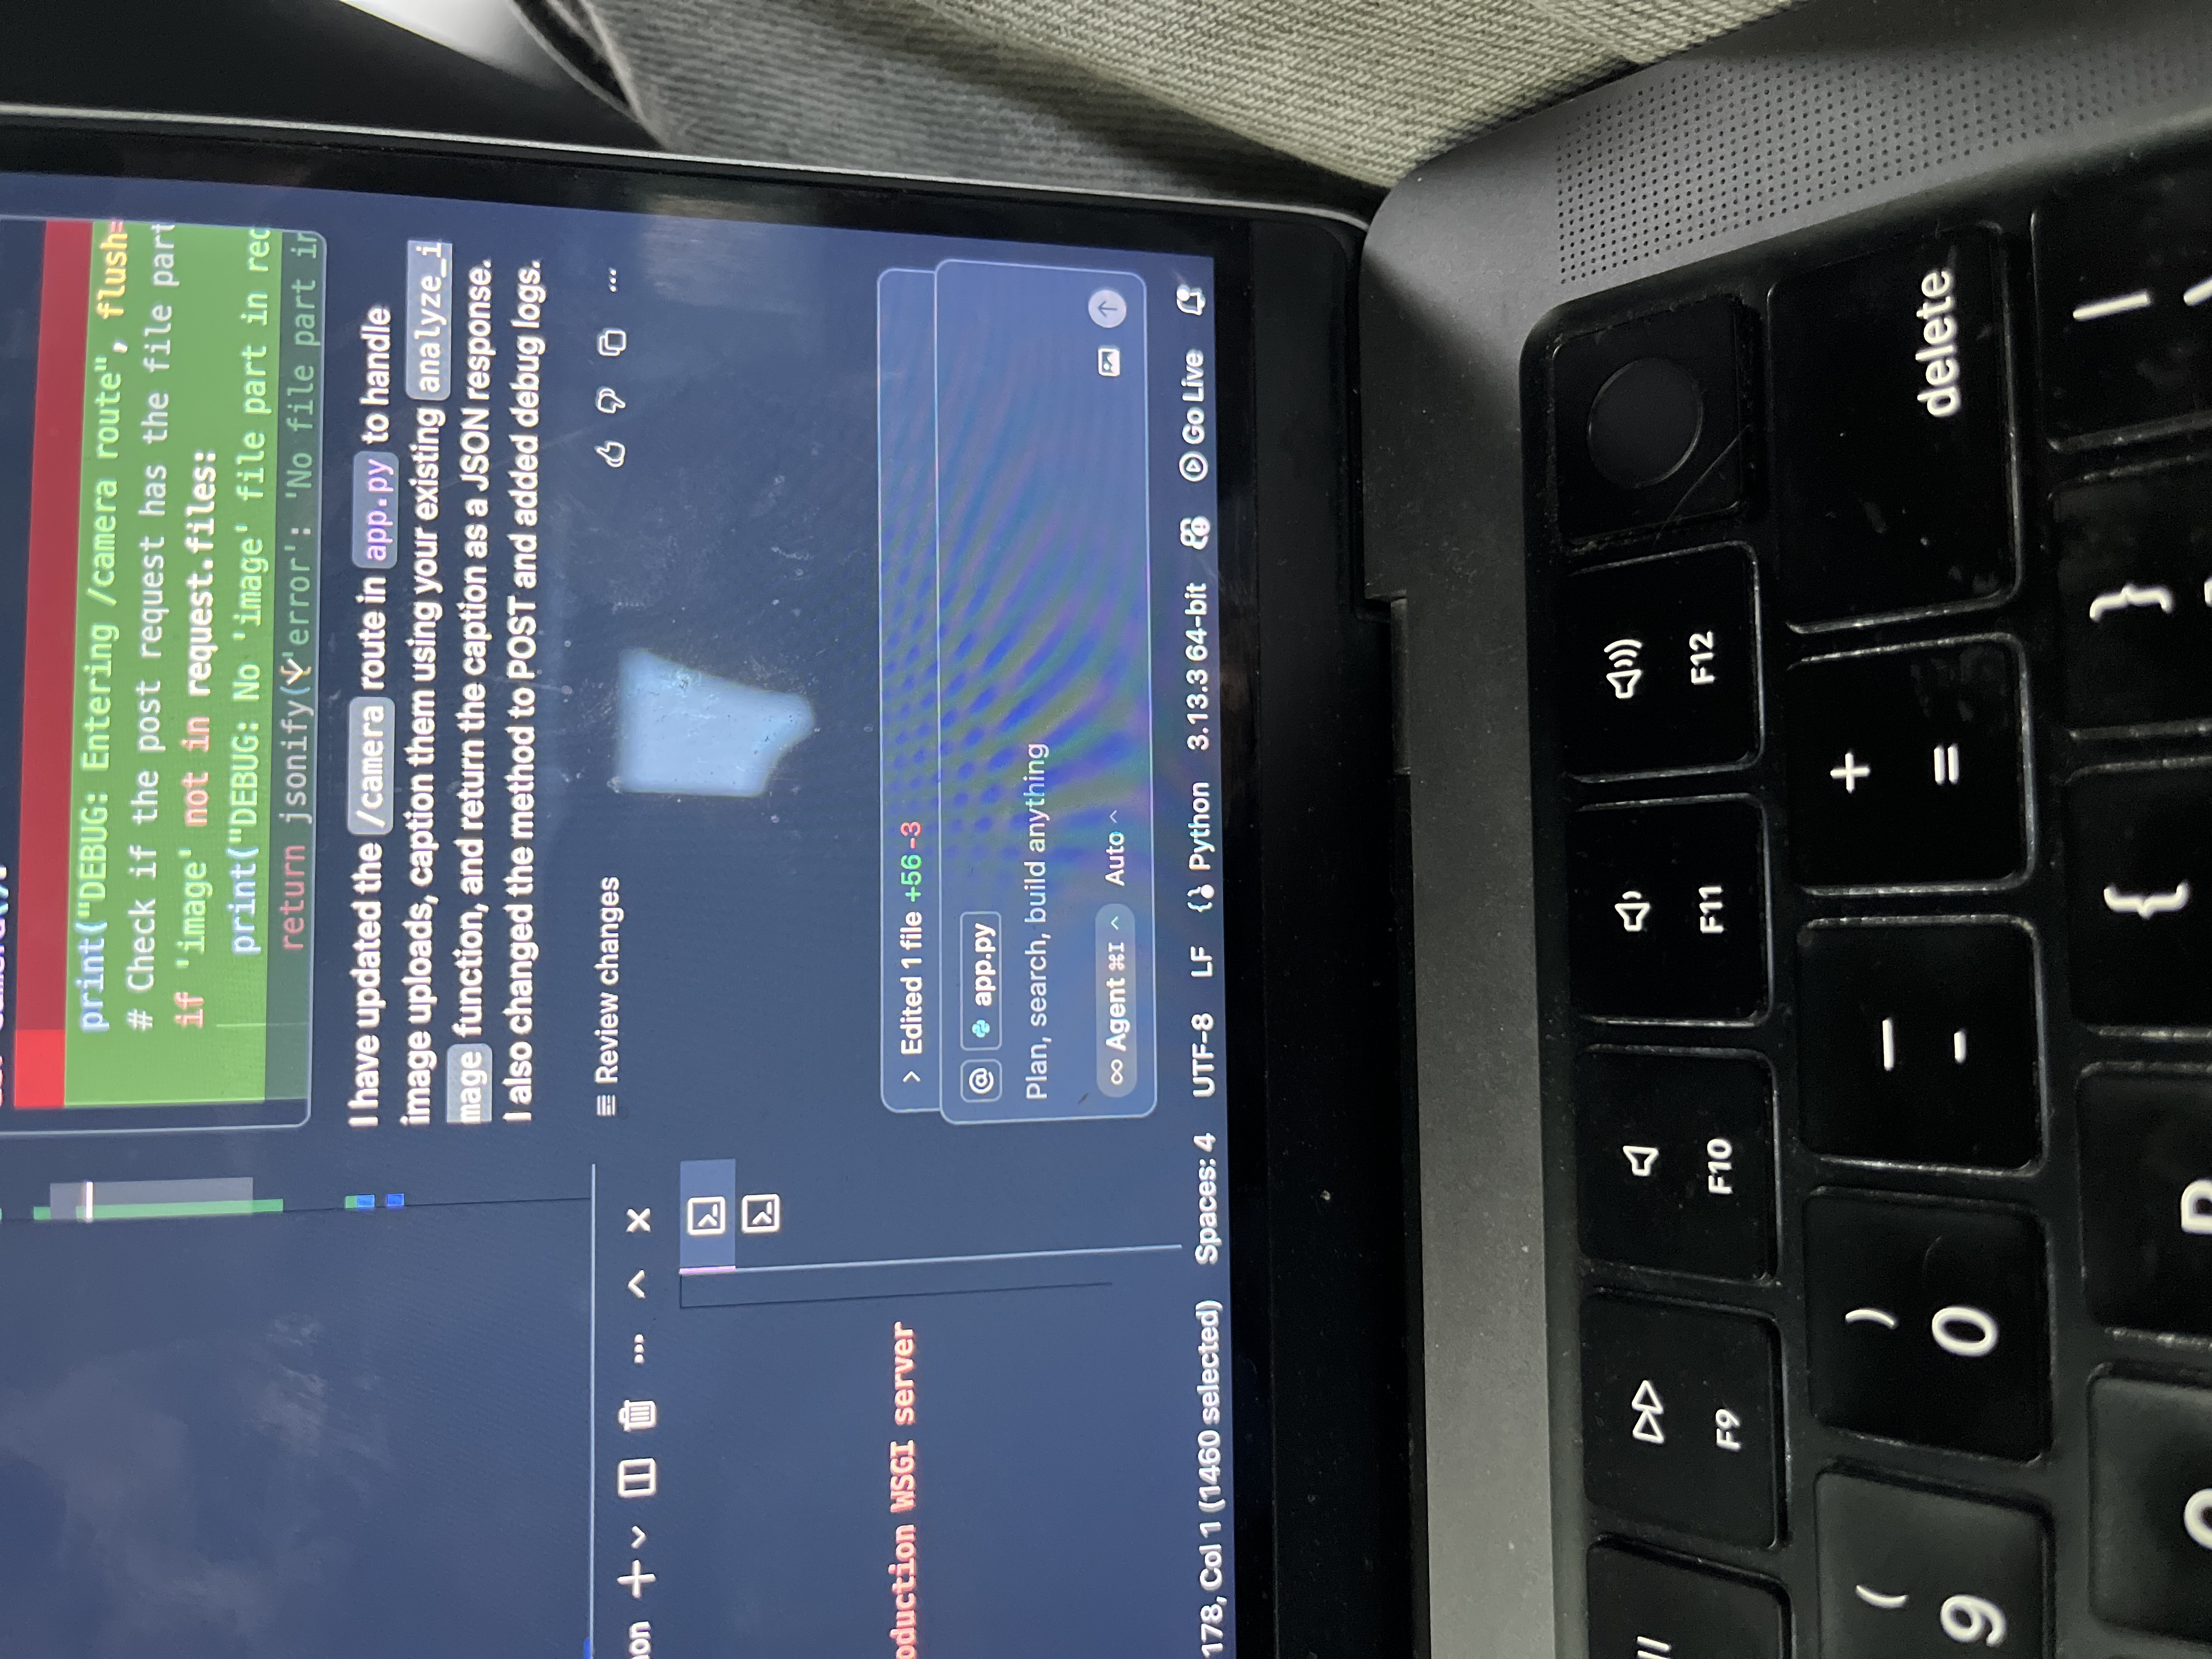 print("DEBUG: Entering /camera route", flush=
# Check if the post request has the file part
if 'image' not in request.files:
print("DEBUG: No 'image' file part in req
return jsonify({'error': 'No file part in
I have updated the /camera route in app.py to handle
image uploads, caption them using your existing analyze_i
mage function, and return the caption as a JSON response.
I also changed the method to POST and added debug logs.
Review changes
on
oduction WSGI server
Edited 1 file +56 -3
@ app.py
Plan, search, build anything
∞ Agent ⌘I Auto
178, Col 1 (1460 selected) Spaces: 4 UTF-8 LF {} Python 3.13.3 64-bit Go Live
F9 F10 F11 F12
( ) — +
9 0 - = delete
{ } |
P